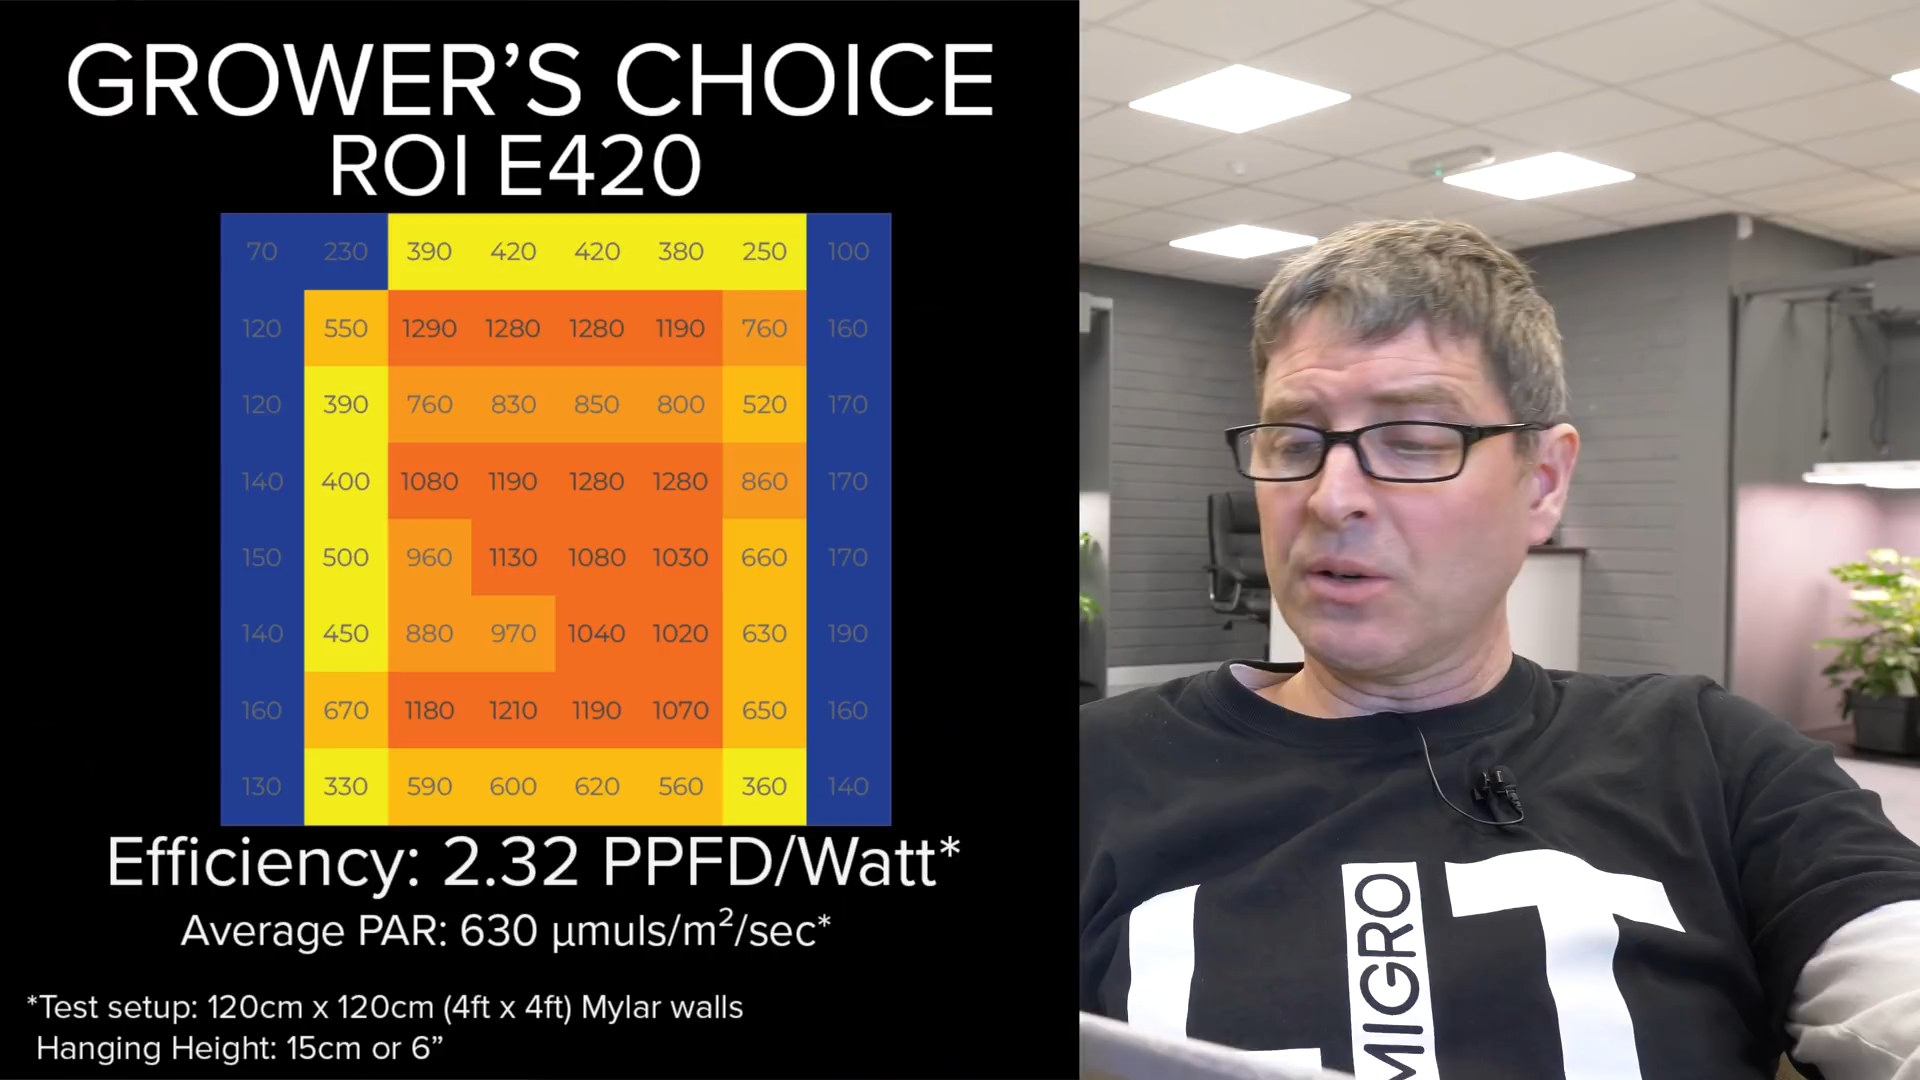 GROWER'S CHOICE
ROI E420
70 230 390 420 420 380 250 100
120 550 1290 1280 1280 1190 760 160
120 390 760 830 850 800 520 170
140 400 1080 1190 1280 1280 860 170
150 500 960 1130 1080 1030 660 170
140 450 880 970 1040 1020 630 190
160 670 1180 1210 1190 1070 650 160
130 330 590 600 620 560 360 140
Efficiency: 2.32 PPFD/Watt*
Average PAR: 630 µmuls/m²/sec*
*Test setup: 120cm x 120cm (4ft x 4ft) Mylar walls
Hanging Height: 15cm or 6”
MIGRO